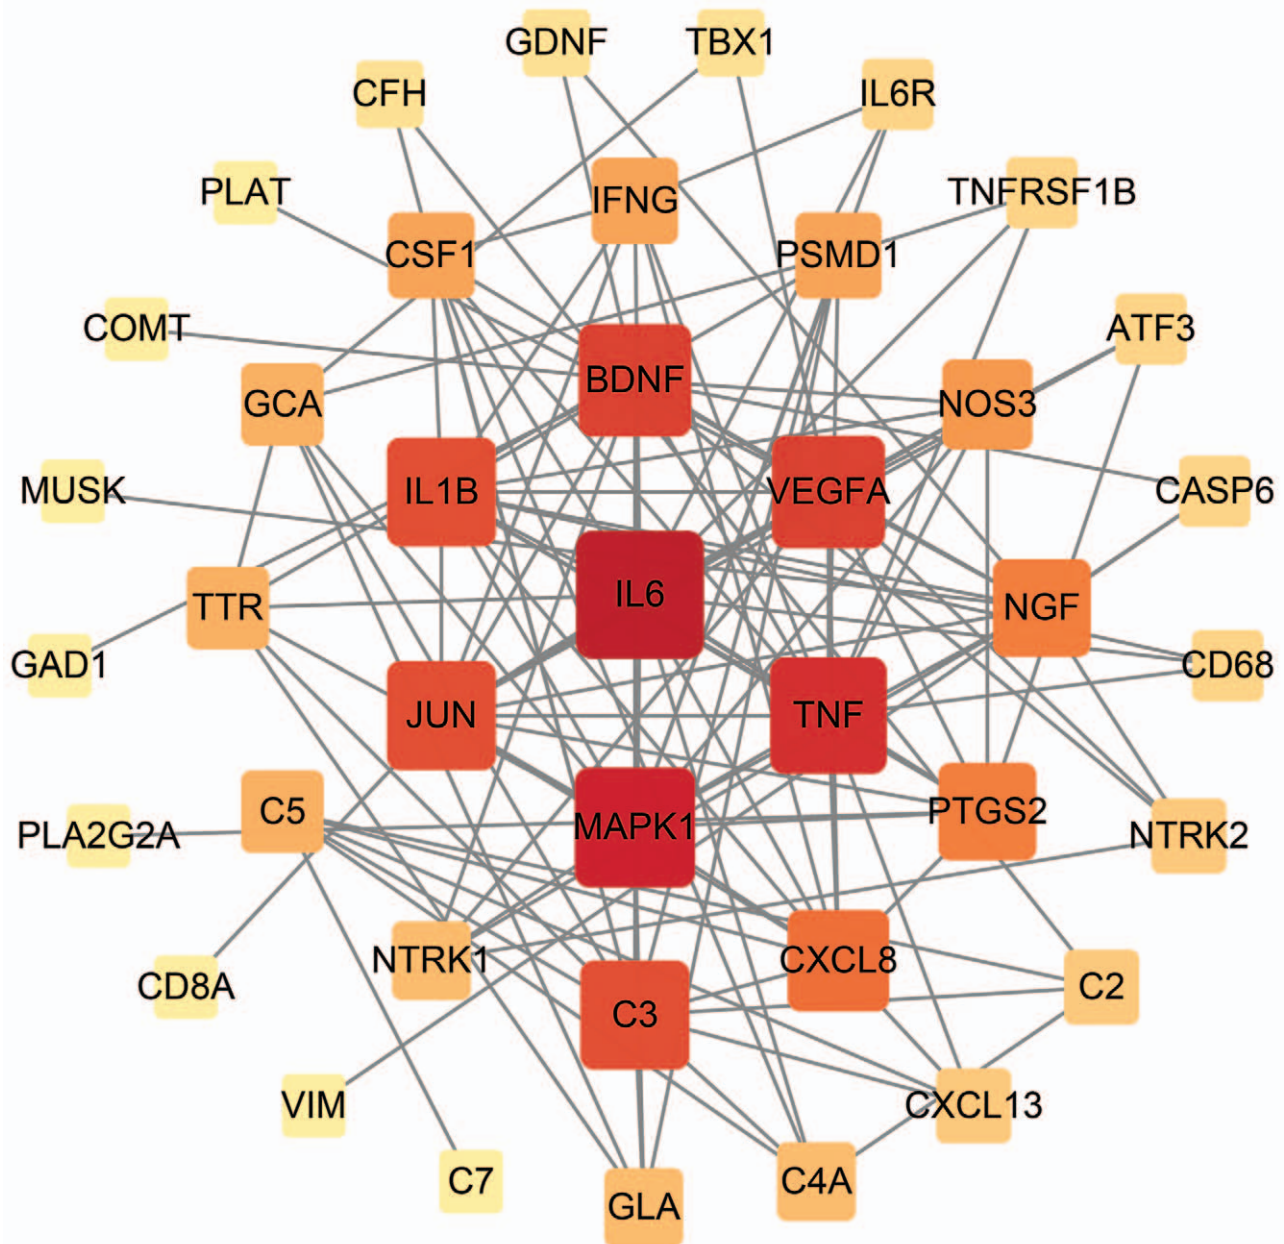 GDNF
TBX1
CFH
IL6R
PLAT
IFNG
TNFRSF1B
CSF1
PSMD1
COMT
ATF3
BDNF
GCA
NOS3
MUSK
IL1B
VEGFA
CASP6
IL6
TTR
NGF
GAD1
CD68
JUN
TNF
C5
MAPK1
PTGS2
PLA2G2A
NTRK2
NTRK1
CXCL8
CD8A
C2
C3
VIM
CXCL13
C7
C4A
GLA